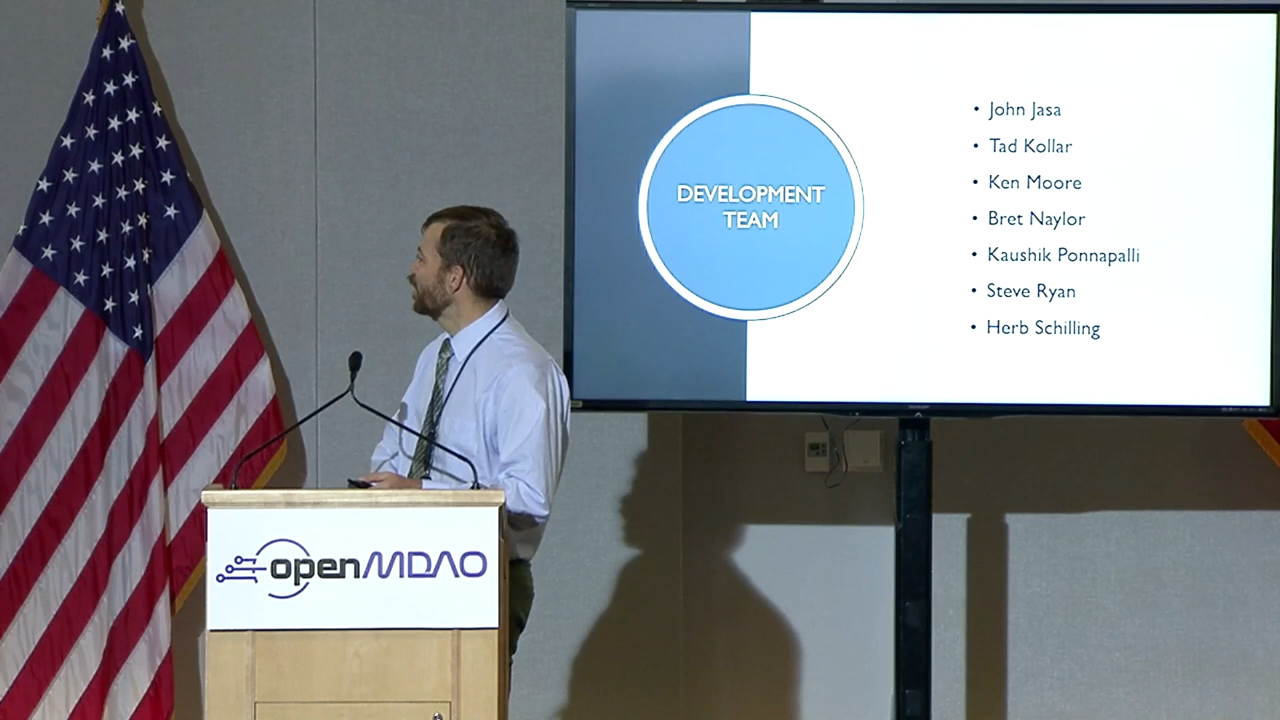 DEVELOPMENT
TEAM
• John Jasa
• Tad Kollar
• Ken Moore
• Bret Naylor
• Kaushik Ponnapalli
• Steve Ryan
• Herb Schilling
openMDAO